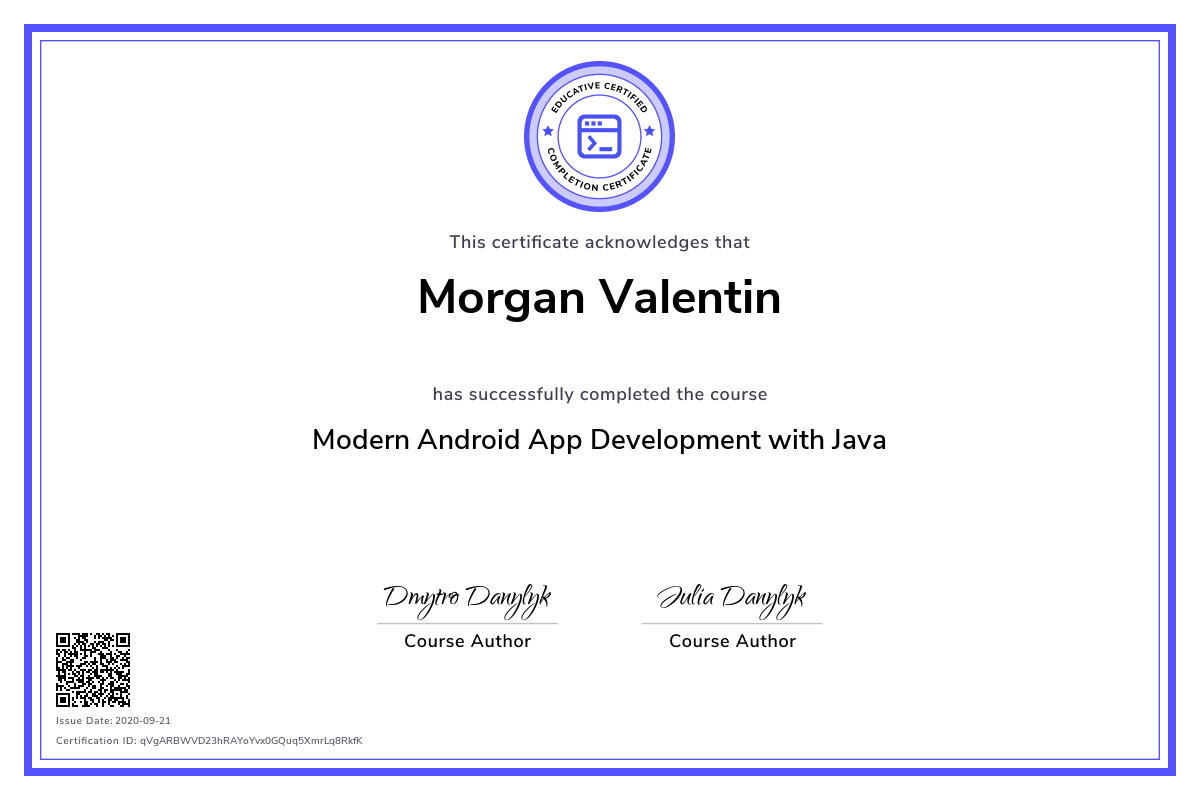 EDUCATIVE CERTIFIED
COMPLETION CERTIFICATE
This certificate acknowledges that
Morgan Valentin
has successfully completed the course
Modern Android App Development with Java
Dmytro Danylyk
Julia Danylyk
Course Author
Course Author
Issue Date: 2020-09-21
Certification ID: qVgARBWVD23hRAYoYvx0GQuq5XmrLq8RkfK